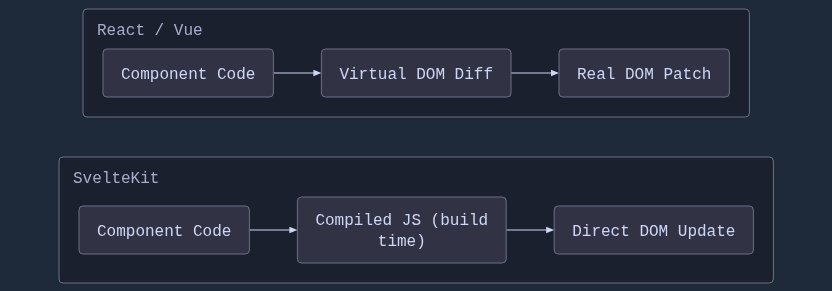 React / Vue
Component Code
Virtual DOM Diff
Real DOM Patch
SvelteKit
Component Code
Compiled JS (build
time)
Direct DOM Update